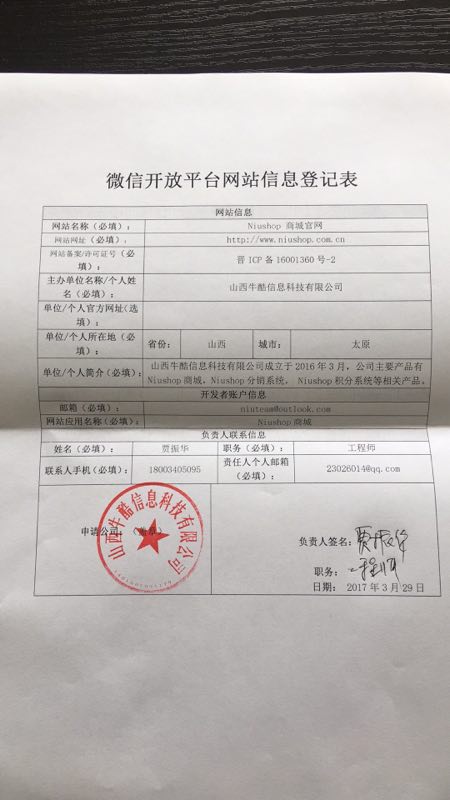 微信开放平台网站信息登记表
网站信息
网站名称（必填）： Niushop 商城官网
网站网址（必填）： http://www.niushop.com.cn
网站备案/许可证号（必
填）： 晋 ICP 备 16001360 号-2
主办单位名称/个人姓
名（必填）： 山西牛酷信息科技有限公司
单位/个人官方网址(选
填)：
单位/个人所在地（必
填）： 省份： 山西 城市： 太原
单位/个人简介（必填）： 山西牛酷信息科技有限公司成立于 2016 年 3 月，公司主要产品有
Niushop 商城，Niushop 分销系统， Niushop 积分系统等相关产品。
开发者账户信息
邮箱（必填）： niuteam@outlook.com
网站应用名称（必填）： Niushop 商城
负责人联系信息
姓名（必填）： 贾振华 职务（必填）： 工程师
联系人手机（必填）： 18003405095 责任人个人邮箱
（必填）： 23026014@qq.com
申请公司：（盖章）
山西牛酷信息科技有限公司
负责人签名： 贾振华
职务： 工程师
日期： 2017 年 3 月 29 日